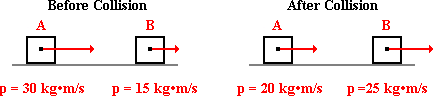 Before Collision After Collision
A B A B
p = 30 kg•m/s p = 15 kg•m/s p = 20 kg•m/s p =25 kg•m/s